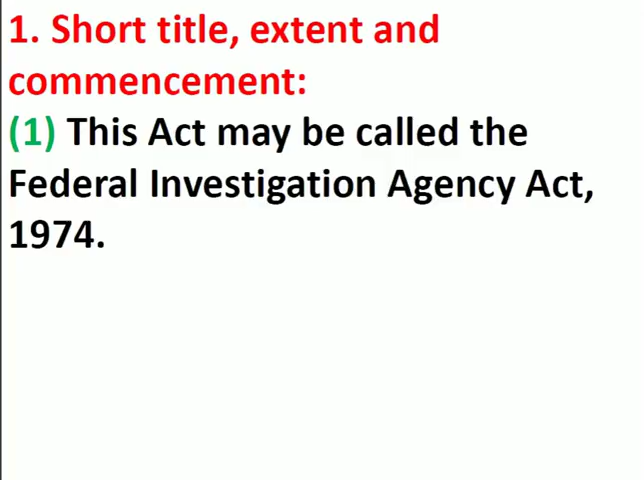 1. Short title, extent and
commencement:
(1) This Act may be called the
Federal Investigation Agency Act,
1974.